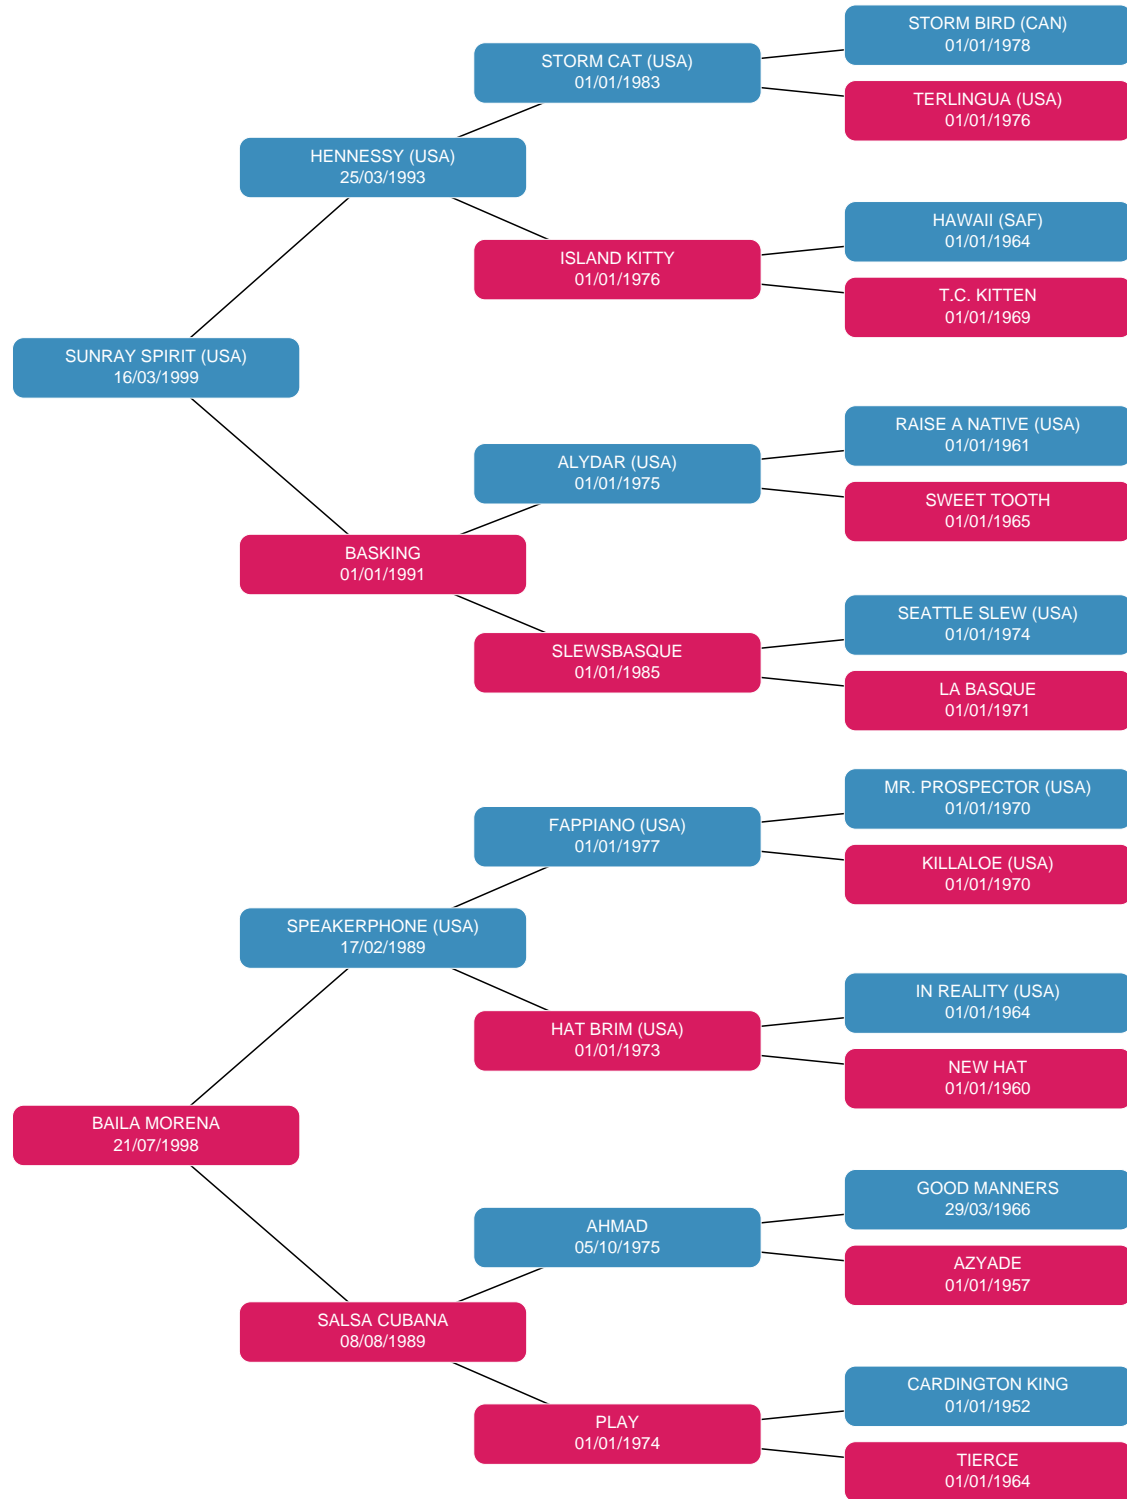 STORM BIRD (CAN)
01/01/1978
STORM CAT (USA)
01/01/1983
TERLINGUA (USA)
01/01/1976
HENNESSY (USA)
25/03/1993
HAWAII (SAF)
01/01/1964
ISLAND KITTY
01/01/1976
T.C. KITTEN
01/01/1969
SUNRAY SPIRIT (USA)
16/03/1999
RAISE A NATIVE (USA)
01/01/1961
ALYDAR (USA)
01/01/1975
SWEET TOOTH
01/01/1965
BASKING
01/01/1991
SEATTLE SLEW (USA)
01/01/1974
SLEWSBASQUE
01/01/1985
LA BASQUE
01/01/1971
MR. PROSPECTOR (USA)
01/01/1970
FAPPIANO (USA)
01/01/1977
KILLALOE (USA)
01/01/1970
SPEAKERPHONE (USA)
17/02/1989
IN REALITY (USA)
01/01/1964
HAT BRIM (USA)
01/01/1973
NEW HAT
01/01/1960
BAILA MORENA
21/07/1998
GOOD MANNERS
29/03/1966
AHMAD
05/10/1975
AZYADE
01/01/1957
SALSA CUBANA
08/08/1989
CARDINGTON KING
01/01/1952
PLAY
01/01/1974
TIERCE
01/01/1964